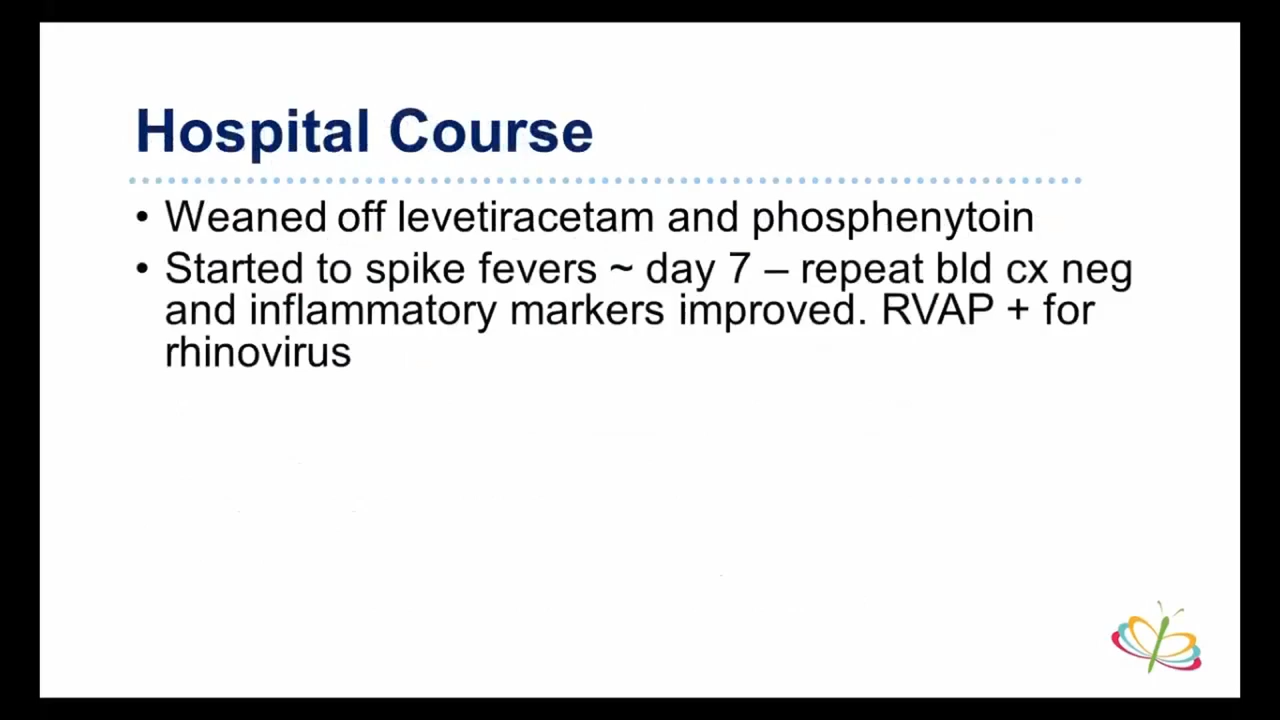 Hospital Course
• Weaned off levetiracetam and phosphenytoin
• Started to spike fevers ~ day 7 – repeat bld cx neg
and inflammatory markers improved. RVAP + for
rhinovirus